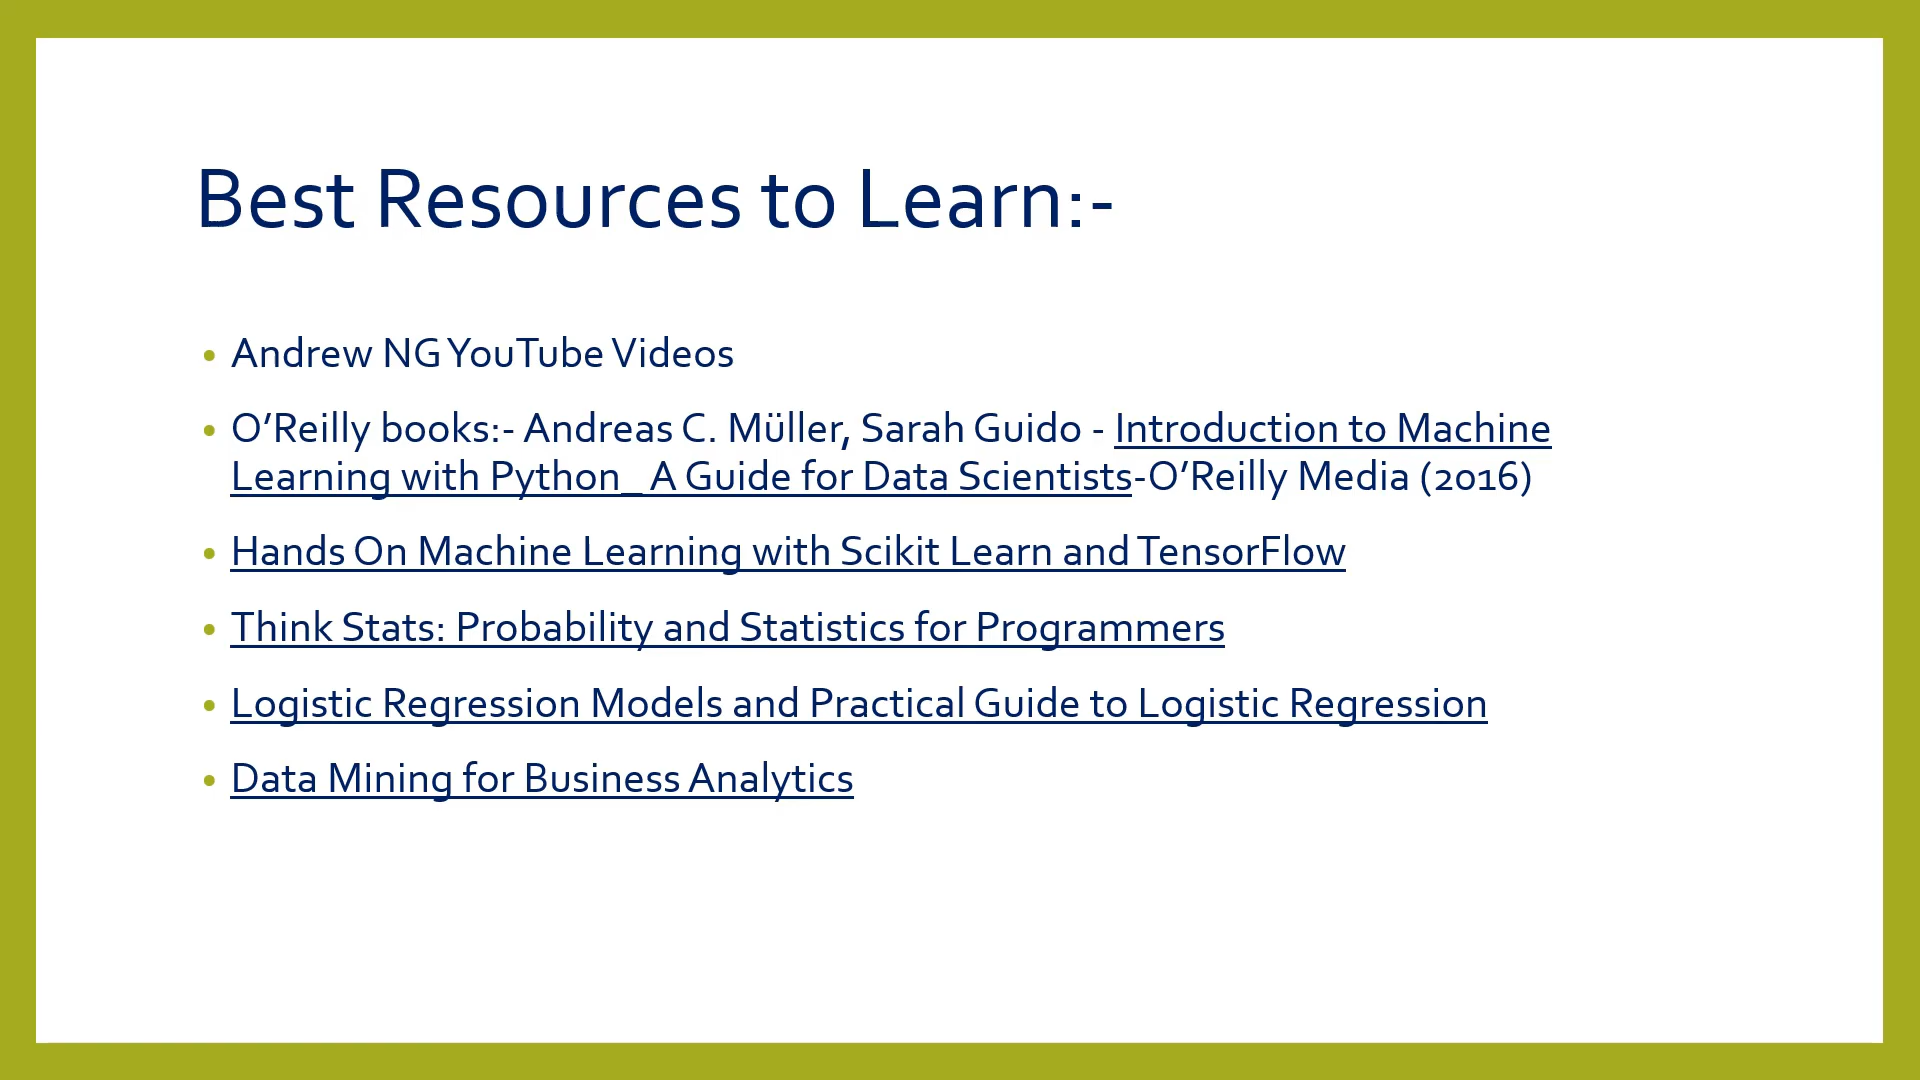 Best Resources to Learn:-
• Andrew NG YouTube Videos
• O’Reilly books:- Andreas C. Müller, Sarah Guido - Introduction to Machine
Learning with Python_ A Guide for Data Scientists-O’Reilly Media (2016)
• Hands On Machine Learning with Scikit Learn and TensorFlow
• Think Stats: Probability and Statistics for Programmers
• Logistic Regression Models and Practical Guide to Logistic Regression
• Data Mining for Business Analytics